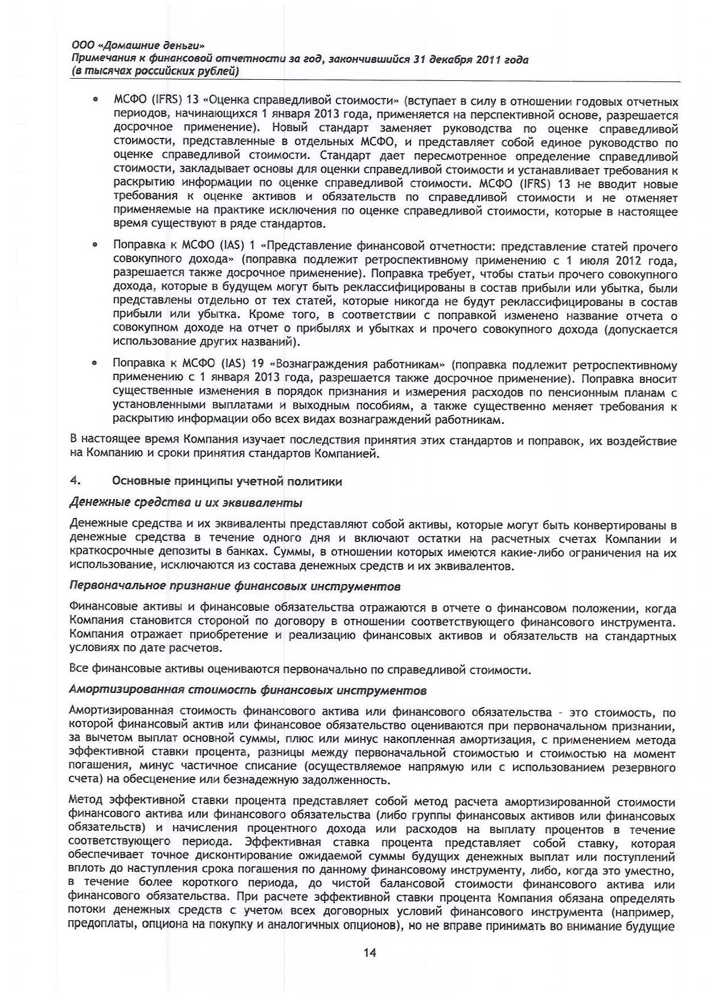 ООО «Домашние деньги»
Примечания к финансовой отчетности за год, закончившийся 31 декабря 2011 года
(в тысячах российских рублей)
• МСФО (IFRS) 13 «Оценка справедливой стоимости» (вступает в силу в отношении годовых отчетных
периодов, начинающихся 1 января 2013 года, применяется на перспективной основе, разрешается
досрочное применение). Новый стандарт заменяет руководства по оценке справедливой
стоимости, представленные в отдельных МСФО, и представляет собой единое руководство по
оценке справедливой стоимости. Стандарт дает пересмотренное определение справедливой
стоимости, закладывает основы для оценки справедливой стоимости и устанавливает требования к
раскрытию информации по оценке справедливой стоимости. МСФО (IFRS) 13 не вводит новые
требования к оценке активов и обязательств по справедливой стоимости и не отменяет
применяемые на практике исключения по оценке справедливой стоимости, которые в настоящее
время существуют в ряде стандартов.
• Поправка к МСФО (IAS) 1 «Представление финансовой отчетности: представление статей прочего
совокупного дохода» (поправка подлежит ретроспективному применению с 1 июля 2012 года,
разрешается также досрочное применение). Поправка требует, чтобы статьи прочего совокупного
дохода, которые в будущем могут быть реклассифицированы в состав прибыли или убытка, были
представлены отдельно от тех статей, которые никогда не будут реклассифицированы в состав
прибыли или убытка. Кроме того, в соответствии с поправкой изменено название отчета о
совокупном доходе на отчет о прибылях и убытках и прочего совокупного дохода (допускается
использование других названий).
• Поправка к МСФО (IAS) 19 «Вознаграждения работникам» (поправка подлежит ретроспективному
применению с 1 января 2013 года, разрешается также досрочное применение). Поправка вносит
существенные изменения в порядок признания и измерения расходов по пенсионным планам с
установленными выплатами и выходным пособиям, а также существенно меняет требования к
раскрытию информации обо всех видах вознаграждений работникам.
В настоящее время Компания изучает последствия принятия этих стандартов и поправок, их воздействие
на Компанию и сроки принятия стандартов Компанией.
4. Основные принципы учетной политики
Денежные средства и их эквиваленты
Денежные средства и их эквиваленты представляют собой активы, которые могут быть конвертированы в
денежные средства в течение одного дня и включают остатки на расчетных счетах Компании и
краткосрочные депозиты в банках. Суммы, в отношении которых имеются какие-либо ограничения на их
использование, исключаются из состава денежных средств и их эквивалентов.
Первоначальное признание финансовых инструментов
Финансовые активы и финансовые обязательства отражаются в отчете о финансовом положении, когда
Компания становится стороной по договору в отношении соответствующего финансового инструмента.
Компания отражает приобретение и реализацию финансовых активов и обязательств на стандартных
условиях по дате расчетов.
Все финансовые активы оцениваются первоначально по справедливой стоимости.
Амортизированная стоимость финансовых инструментов
Амортизированная стоимость финансового актива или финансового обязательства - это стоимость, по
которой финансовый актив или финансовое обязательство оцениваются при первоначальном признании,
за вычетом выплат основной суммы, плюс или минус накопленная амортизация, с применением метода
эффективной ставки процента, разницы между первоначальной стоимостью и стоимостью на момент
погашения, минус частичное списание (осуществляемое напрямую или с использованием резервного
счета) на обесценение или безнадежную задолженность.
Метод эффективной ставки процента представляет собой метод расчета амортизированной стоимости
финансового актива или финансового обязательства (либо группы финансовых активов или финансовых
обязательств) и начисления процентного дохода или расходов на выплату процентов в течение
соответствующего периода. Эффективная ставка процента представляет собой ставку, которая
обеспечивает точное дисконтирование ожидаемой суммы будущих денежных выплат или поступлений
вплоть до наступления срока погашения по данному финансовому инструменту, либо, когда это уместно,
в течение более короткого периода, до чистой балансовой стоимости финансового актива или
финансового обязательства. При расчете эффективной ставки процента Компания обязана определять
потоки денежных средств с учетом всех договорных условий финансового инструмента (например,
предоплаты, опциона на покупку и аналогичных опционов), но не вправе принимать во внимание будущие
14